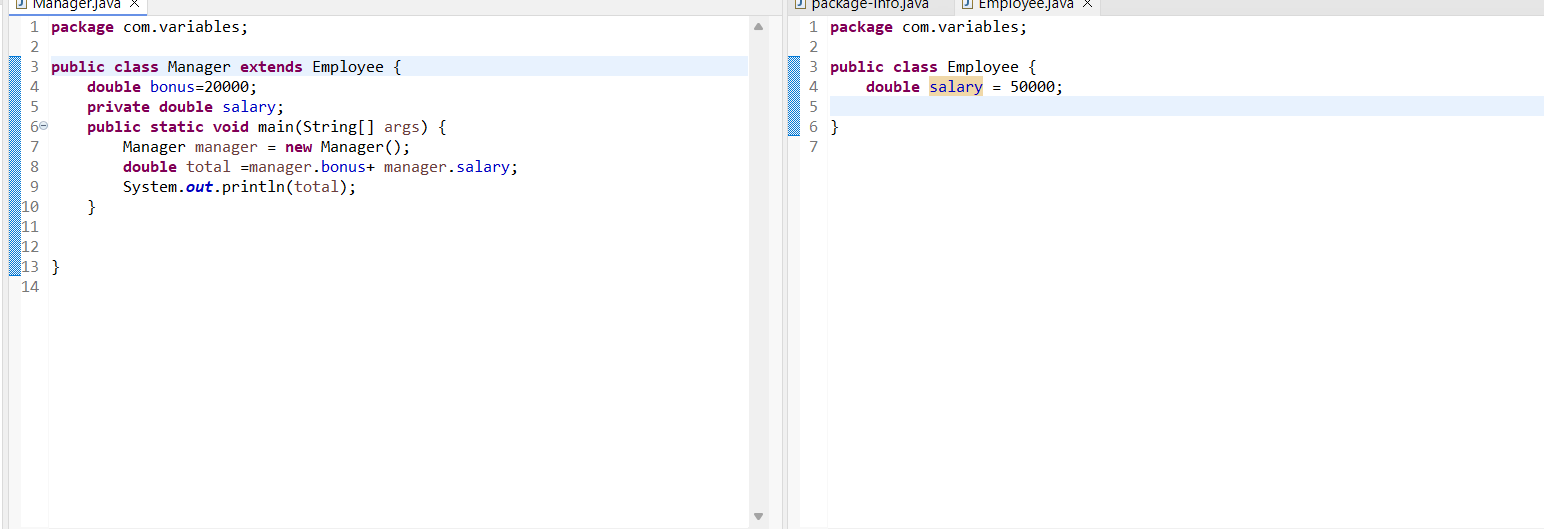 Manager.java
1 package com.variables;
2
3 public class Manager extends Employee {
4 double bonus=20000;
5 private double salary;
6 public static void main(String[] args) {
7 Manager manager = new Manager();
8 double total =manager.bonus+ manager.salary;
9 System.out.println(total);
10 }
11
12
13 }
14
package-info.java Employee.java
1 package com.variables;
2
3 public class Employee {
4 double salary = 50000;
5
6 }
7